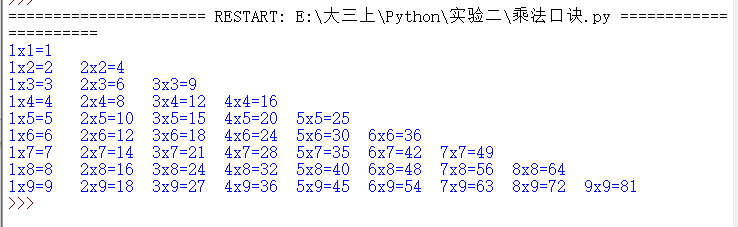 >>>
====================== RESTART: E:\大三上\Python\实验二\乘法口诀.py ============
==========
1x1=1
1x2=2   2x2=4
1x3=3   2x3=6   3x3=9
1x4=4   2x4=8   3x4=12  4x4=16
1x5=5   2x5=10  3x5=15  4x5=20  5x5=25
1x6=6   2x6=12  3x6=18  4x6=24  5x6=30  6x6=36
1x7=7   2x7=14  3x7=21  4x7=28  5x7=35  6x7=42  7x7=49
1x8=8   2x8=16  3x8=24  4x8=32  5x8=40  6x8=48  7x8=56  8x8=64
1x9=9   2x9=18  3x9=27  4x9=36  5x9=45  6x9=54  7x9=63  8x9=72  9x9=81
>>>